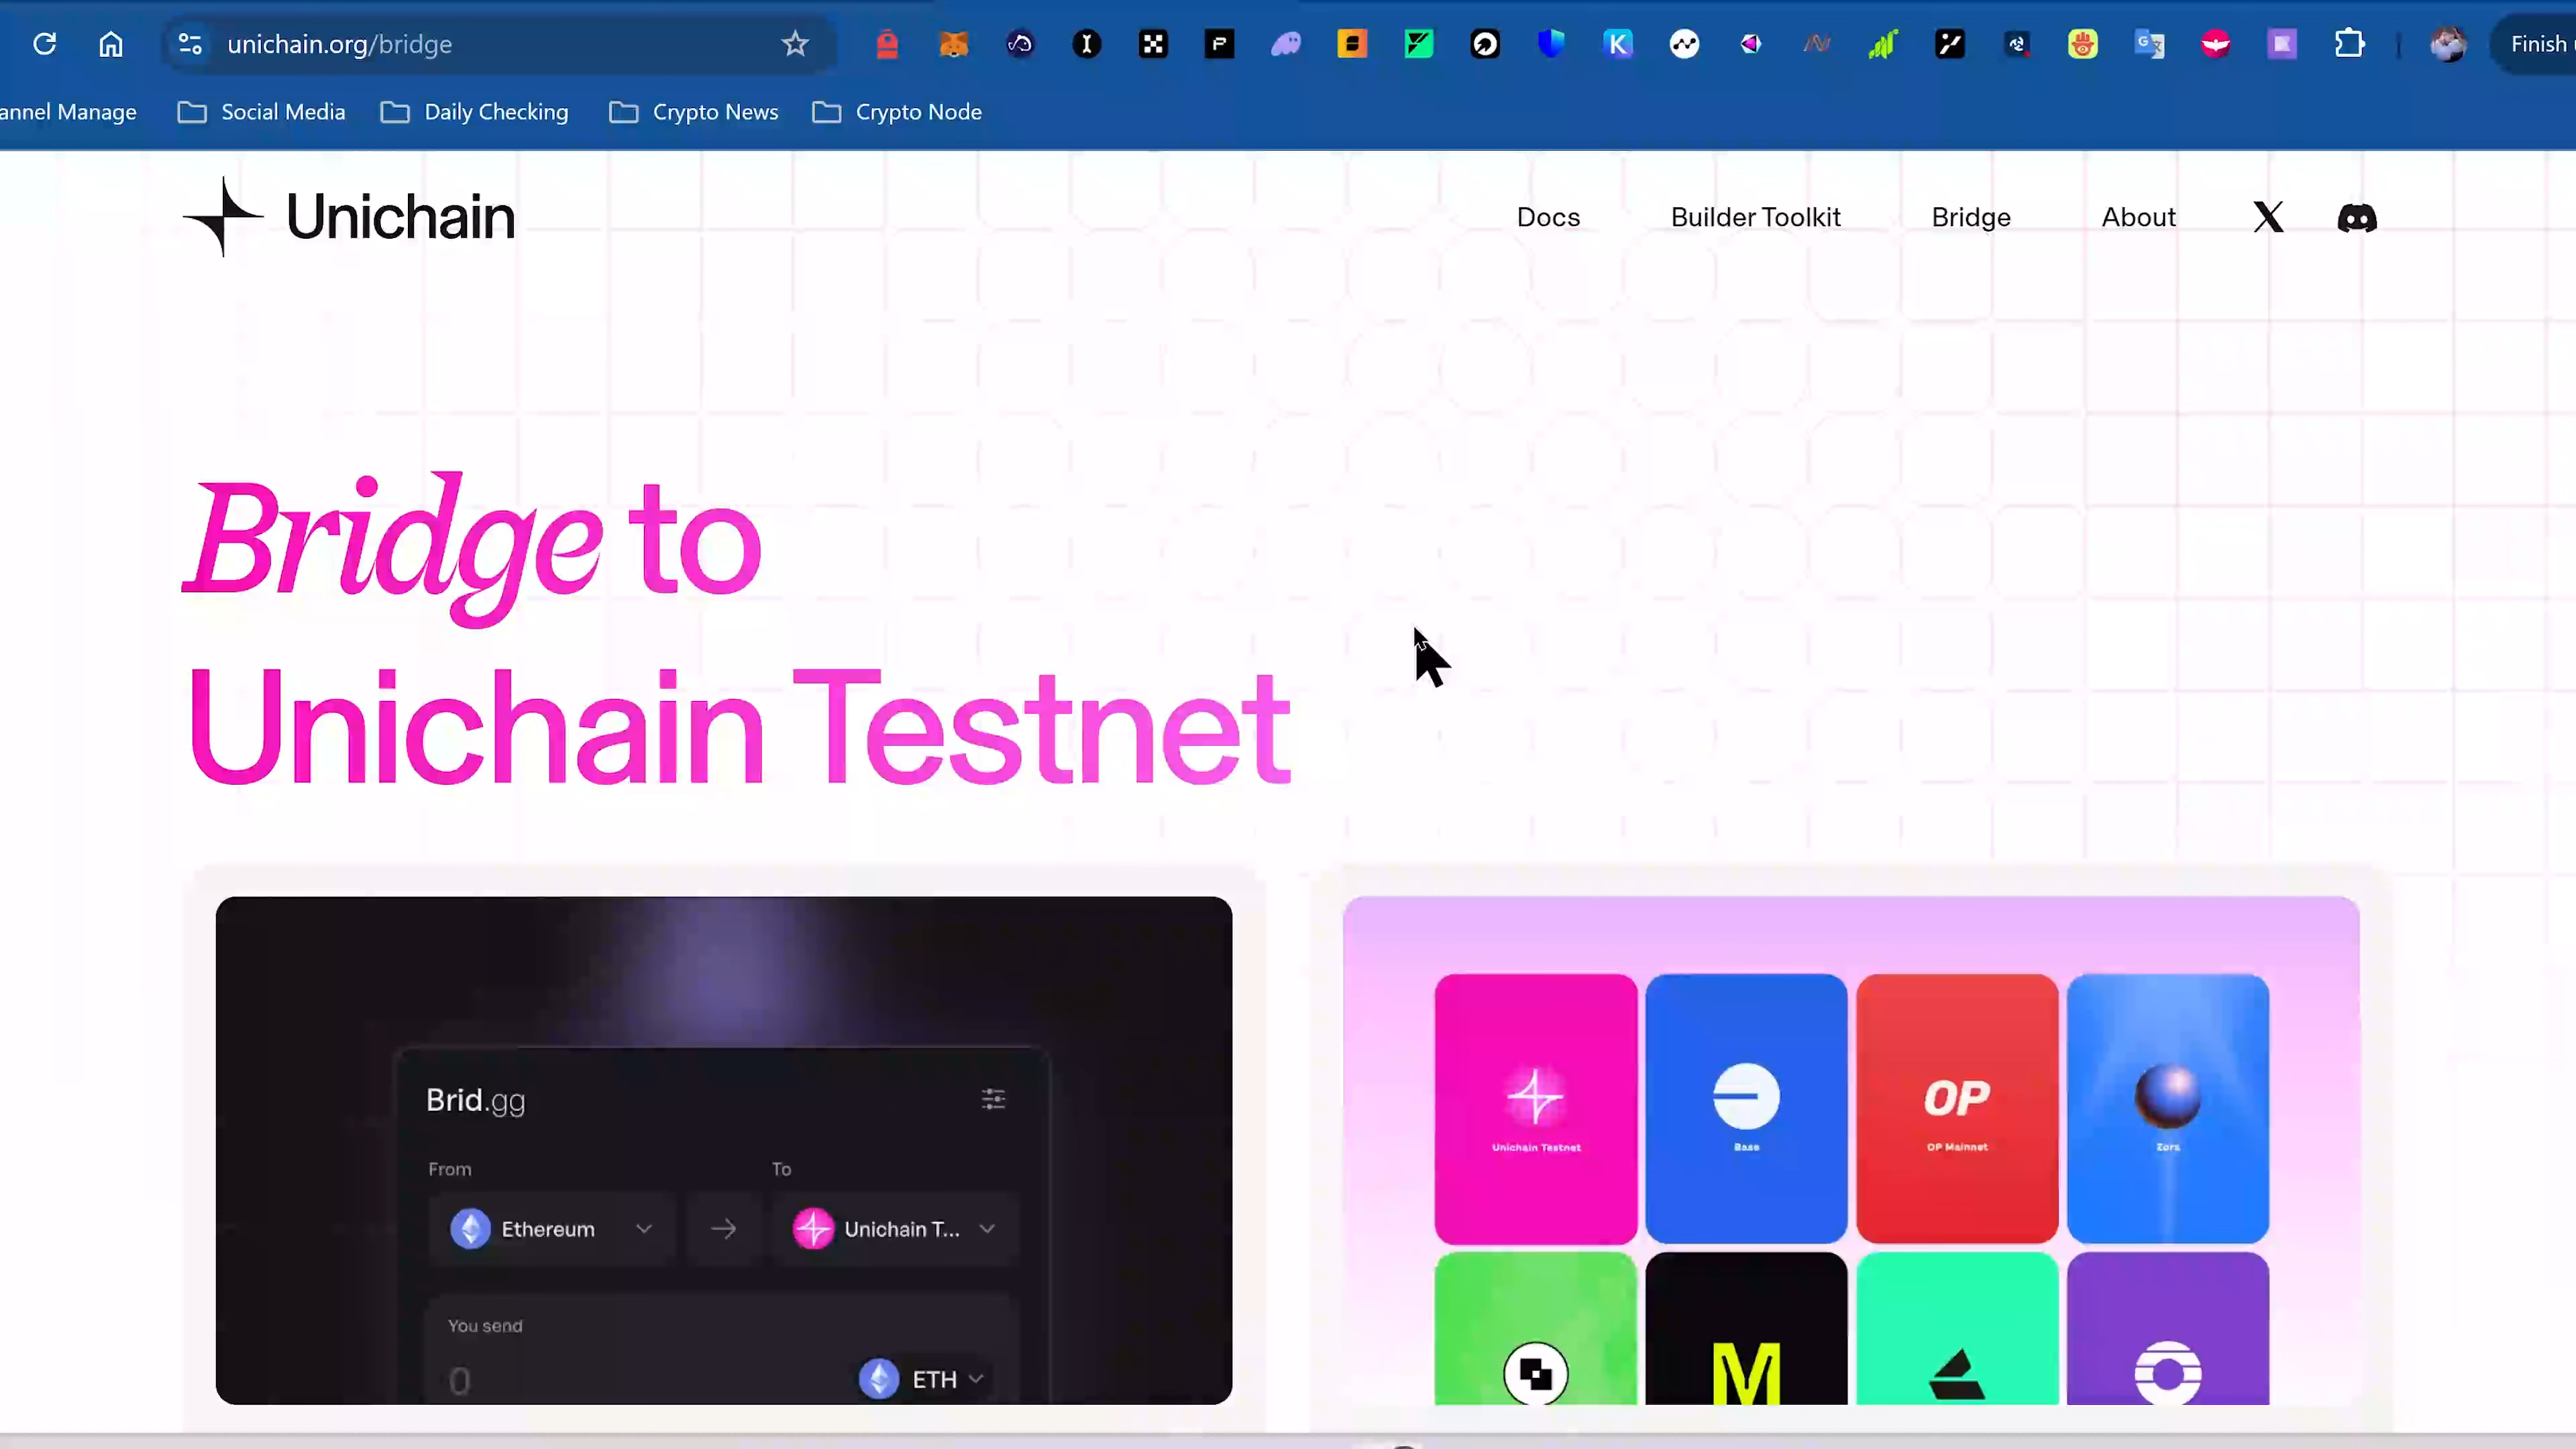 unichain.org/bridge
Finish
annel Manage
Social Media
Daily Checking
Crypto News
Crypto Node
Unichain
Docs
Builder Toolkit
Bridge
About
Bridge to
Unichain Testnet
Brid.gg
From
To
Ethereum
Unichain T...
You send
0
ETH
Unichain Testnet
Base
OP
OP Mainnet
Zora
M